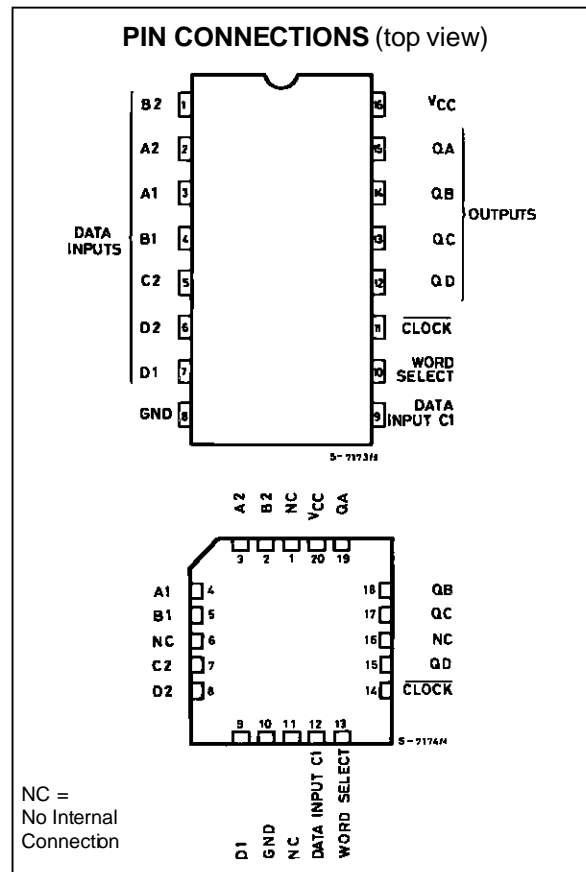 PIN CONNECTIONS (top view)
B2 1 16 VCC
A2 2 15 QA
A1 3 14 QB
B1 4 13 QC
C2 5 12 QD
D2 6 11 CLOCK
D1 7 10 WORD SELECT
GND 8 9 DATA INPUT C1
DATA INPUTS
OUTPUTS
S-7173/1
A2 B2 NC VCC QA
3 2 1 20 19
A1 4 18 QB
B1 5 17 QC
NC 6 16 NC
C2 7 15 QD
D2 8 14 CLOCK
9 10 11 12 13
S-7174/1
D1 GND NC DATA INPUT C1 WORD SELECT
NC =
No Internal
Connection